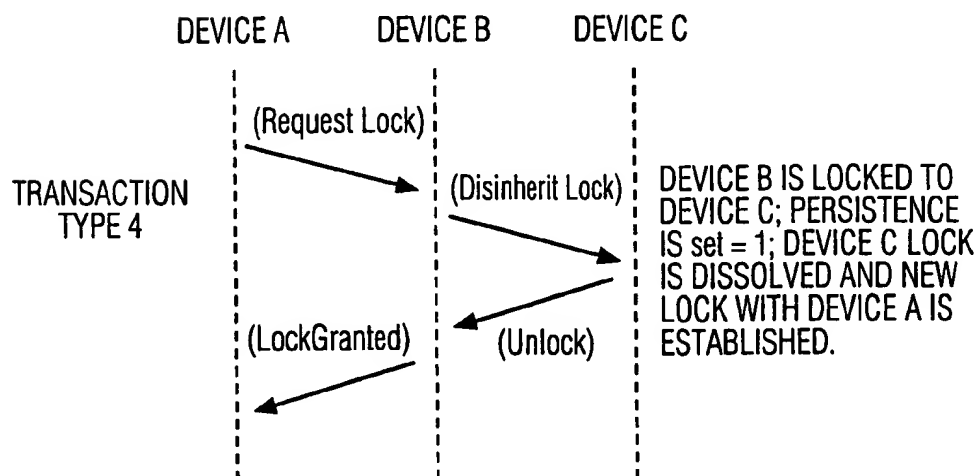 DEVICE A DEVICE B DEVICE C
(Request Lock)
TRANSACTION
TYPE 4
(Disinherit Lock)
DEVICE B IS LOCKED TO
DEVICE C; PERSISTENCE
IS set = 1; DEVICE C LOCK
IS DISSOLVED AND NEW
LOCK WITH DEVICE A IS
ESTABLISHED.
(LockGranted)
(Unlock)